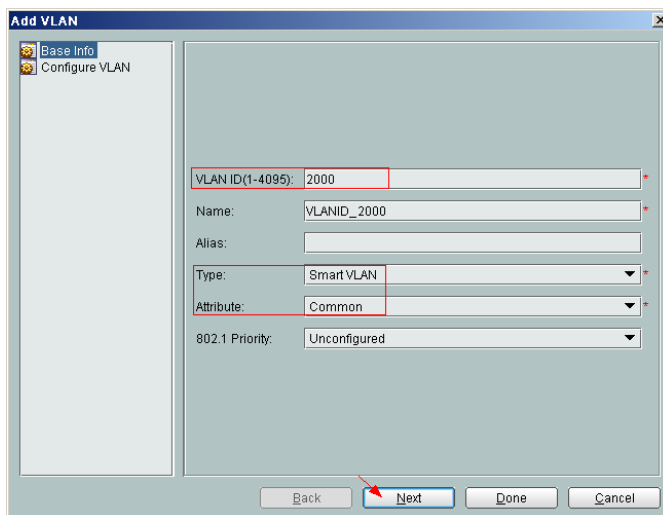 Add VLAN
Base Info
Configure VLAN
VLAN ID(1-4095): 2000 *
Name: VLANID_2000 *
Alias:
Type: Smart VLAN *
Attribute: Common *
802.1 Priority: Unconfigured
Back Next Done Cancel